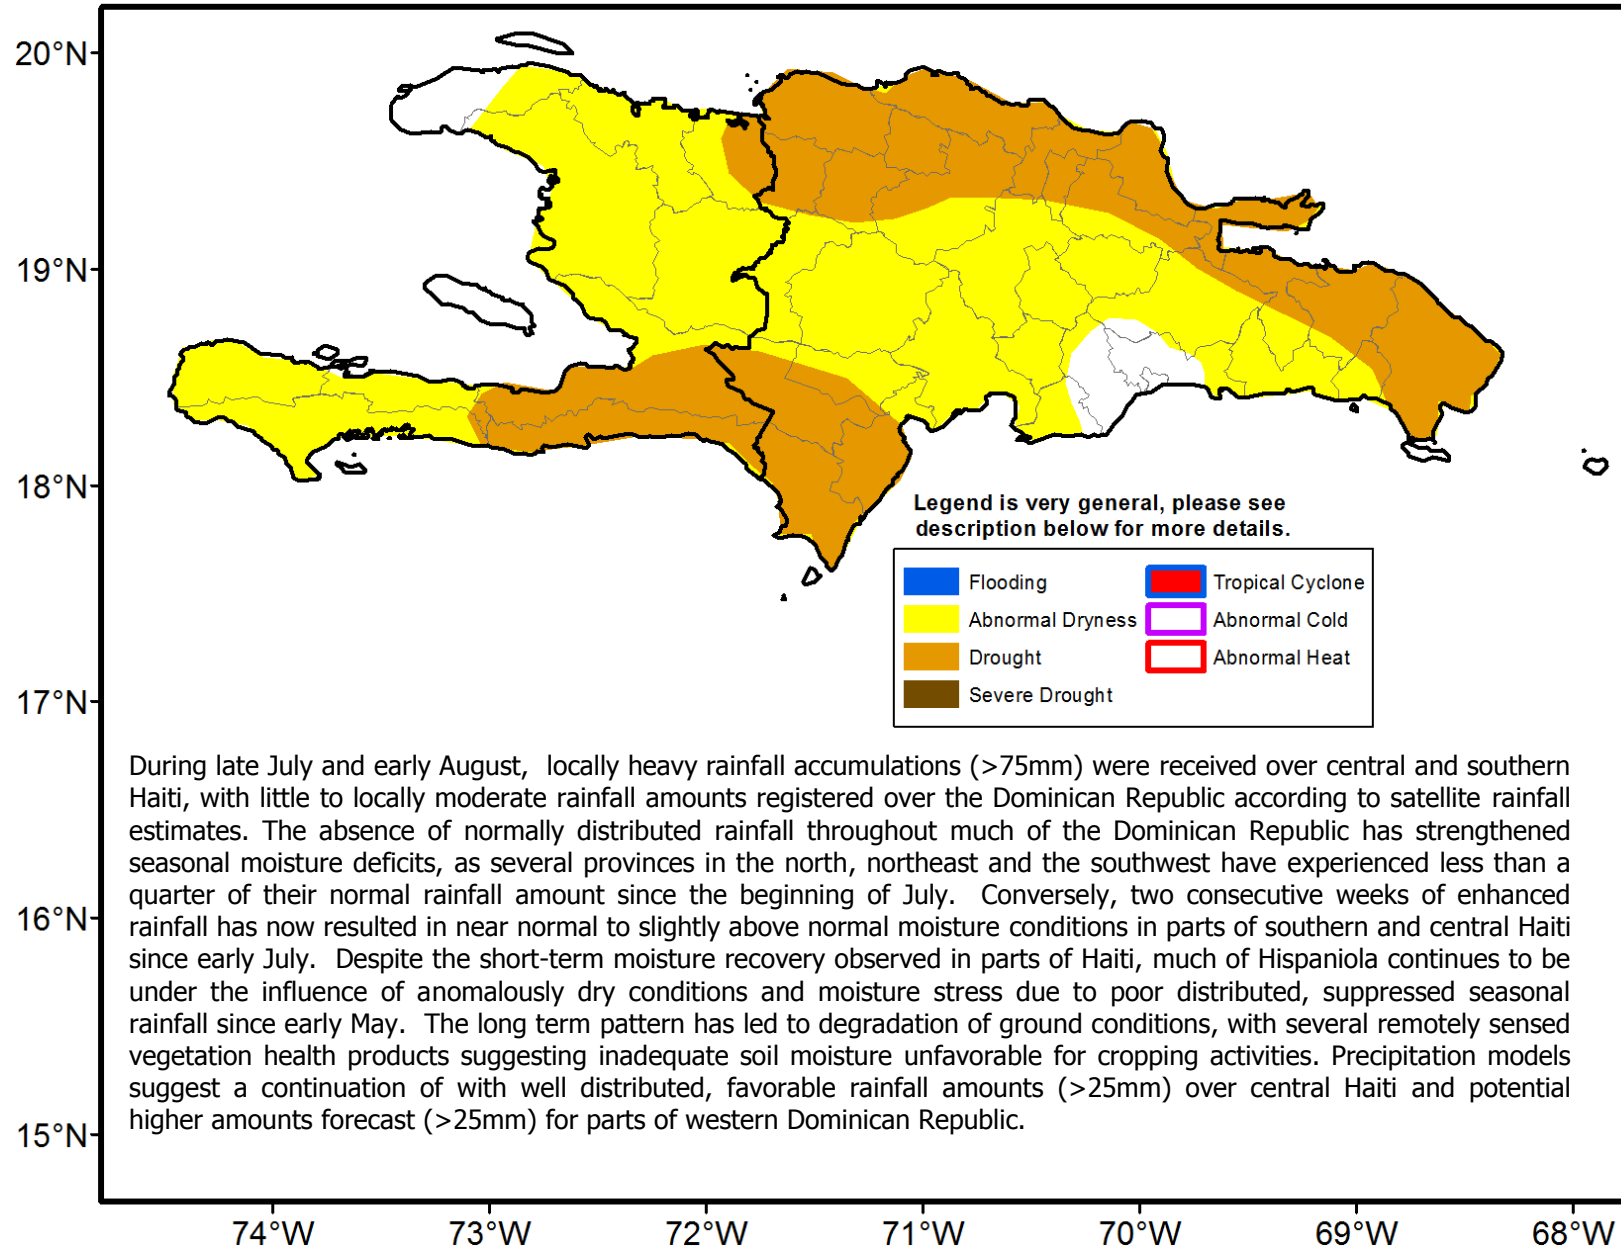 20°N
19°N
18°N
17°N
16°N
15°N
Legend is very general, please see
description below for more details.
Flooding
Tropical Cyclone
Abnormal Dryness
Abnormal Cold
Drought
Abnormal Heat
Severe Drought
During late July and early August, locally heavy rainfall accumulations (>75mm) were received over central and southern
Haiti, with little to locally moderate rainfall amounts registered over the Dominican Republic according to satellite rainfall
estimates. The absence of normally distributed rainfall throughout much of the Dominican Republic has strengthened
seasonal moisture deficits, as several provinces in the north, northeast and the southwest have experienced less than a
quarter of their normal rainfall amount since the beginning of July. Conversely, two consecutive weeks of enhanced
rainfall has now resulted in near normal to slightly above normal moisture conditions in parts of southern and central Haiti
since early July. Despite the short-term moisture recovery observed in parts of Haiti, much of Hispaniola continues to be
under the influence of anomalously dry conditions and moisture stress due to poor distributed, suppressed seasonal
rainfall since early May. The long term pattern has led to degradation of ground conditions, with several remotely sensed
vegetation health products suggesting inadequate soil moisture unfavorable for cropping activities. Precipitation models
suggest a continuation of with well distributed, favorable rainfall amounts (>25mm) over central Haiti and potential
higher amounts forecast (>25mm) for parts of western Dominican Republic.
74°W
73°W
72°W
71°W
70°W
69°W
68°W